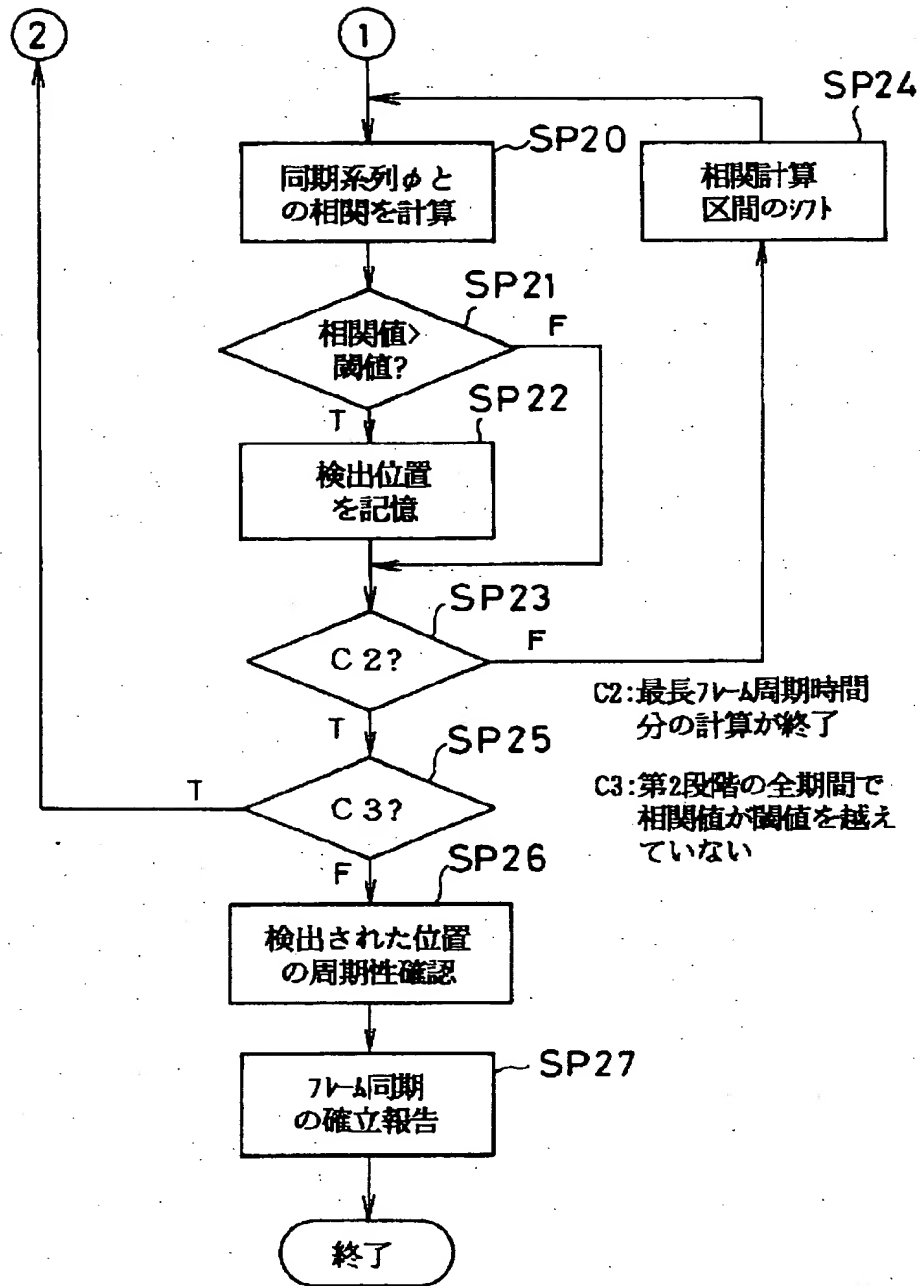 2
1
SP24
SP20
同期系列φと
の相関を計算
相関計算
区間のシフト
SP21
相関値>
閾値?
F
SP22
T
検出位置
を記憶
SP23
C2?
F
C2:最長フレーム周期時間
分の計算が終了
T
SP25
T
C3?
C3:第2段階の全期間で
相関値が閾値を越え
ていない
F
SP26
検出された位置
の周期性確認
SP27
フレーム同期
の確立報告
終了